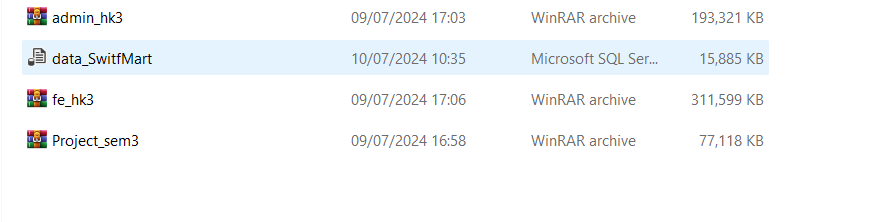 admin_hk3 09/07/2024 17:03 WinRAR archive 193,321 KB
data_SwitfMart 10/07/2024 10:35 Microsoft SQL Ser... 15,885 KB
fe_hk3 09/07/2024 17:06 WinRAR archive 311,599 KB
Project_sem3 09/07/2024 16:58 WinRAR archive 77,118 KB